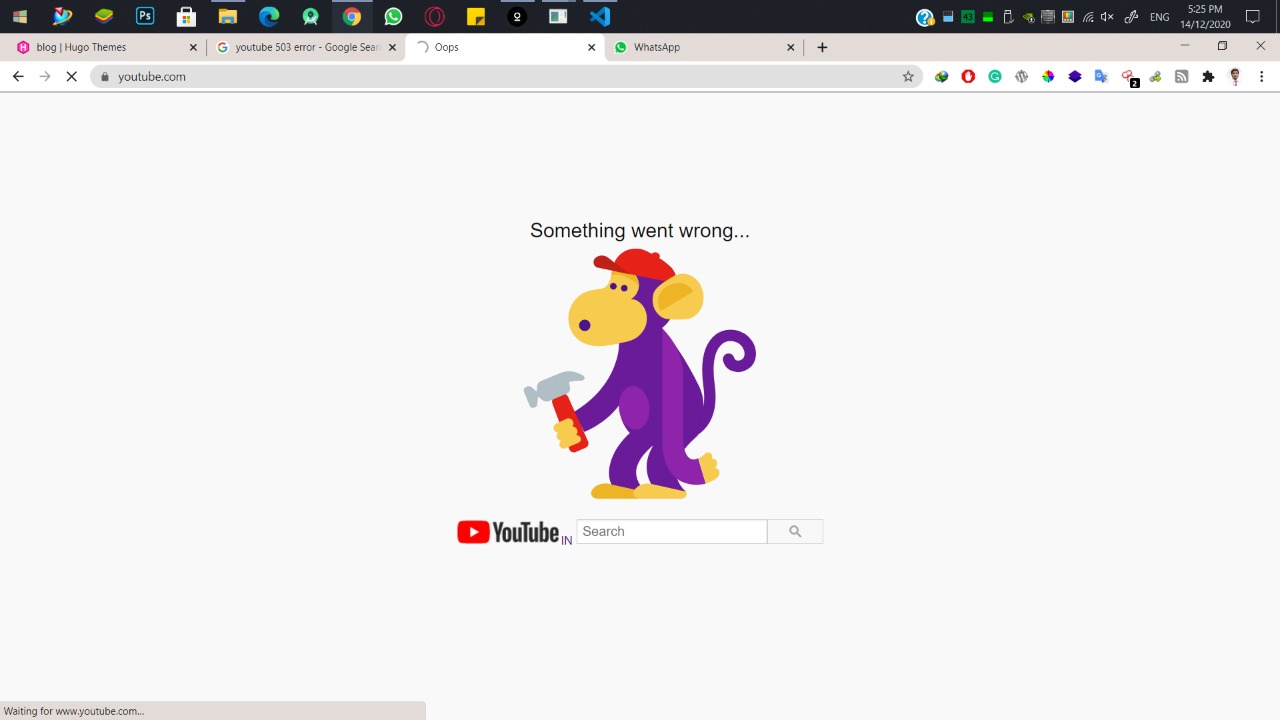 Ps
43
ENG
5:25 PM
14/12/2020
blog | Hugo Themes
youtube 503 error - Google Sear
Oops
WhatsApp
youtube.com
2
Something went wrong...
YouTube IN
Search
Waiting for www.youtube.com...